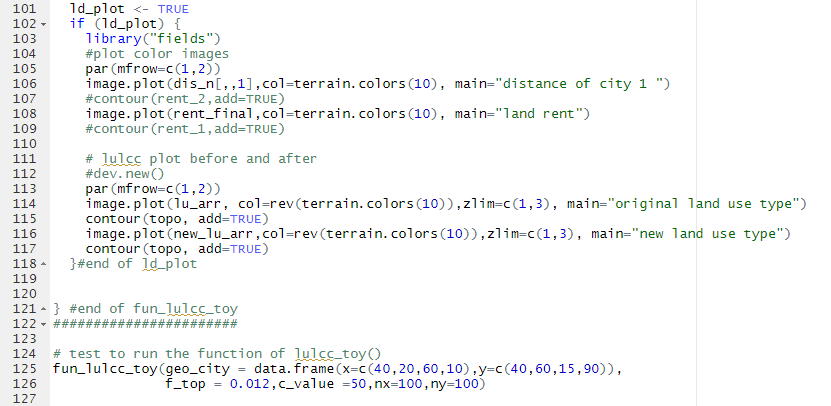 101 ld_plot <- TRUE
102 if (ld_plot) {
103 library("fields")
104 #plot color images
105 par(mfrow=c(1,2))
106 image.plot(dis_n[,,1],col=terrain.colors(10), main="distance of city 1 ")
107 #contour(rent_2,add=TRUE)
108 image.plot(rent_final,col=terrain.colors(10), main="land rent")
109 #contour(rent_1,add=TRUE)
110
111 # lulcc plot before and after
112 #dev.new()
113 par(mfrow=c(1,2))
114 image.plot(lu_arr, col=rev(terrain.colors(10)),zlim=c(1,3), main="original land use type")
115 contour(topo, add=TRUE)
116 image.plot(new_lu_arr,col=rev(terrain.colors(10)),zlim=c(1,3), main="new land use type")
117 contour(topo, add=TRUE)
118 }#end of ld_plot
119
120
121 } #end of fun_lulcc_toy
122 #######################
123
124 # test to run the function of lulcc_toy()
125 fun_lulcc_toy(geo_city = data.frame(x=c(40,20,60,10),y=c(40,60,15,90)),
126 f_top = 0.012,c_value =50,nx=100,ny=100)
127